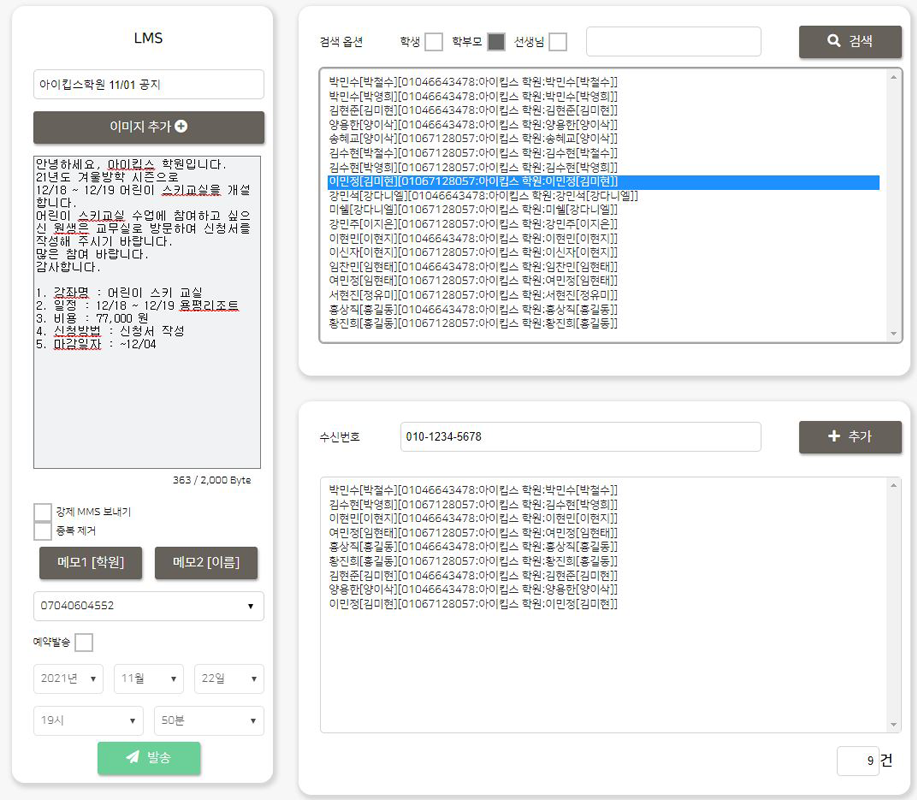 LMS
아이킵스학원 11/01 공지
이미지 추가
안녕하세요, 아이킵스 학원입니다.
21년도 겨울방학 시즌으로
12/18 ~ 12/19 어린이 스키교실을 개설
합니다.
어린이 스키교실 수업에 참여하고 싶으
신 원생은 교무실로 방문하여 신청서를
작성해 주시기 바랍니다.
많은 참여 바랍니다.
감사합니다.
1. 강좌명 : 어린이 스키 교실
2. 일정 : 12/18 ~ 12/19 용평리조트
3. 비용 : 77,000 원
4. 신청방법 : 신청서 작성
5. 마감일자 : ~12/04
363 / 2,000 Byte
강제 MMS 보내기
중복 제거
메모1 [학원] 메모2 [이름]
07040604552
예약발송
2021년 11월 22일
19시 50분
발송
검색 옵션 학생 학부모 선생님 검색
박민수[박철수][01046643478:아이킵스 학원:박민수[박철수]]
박민수[박영희][01046643478:아이킵스 학원:박민수[박영희]]
김현준[김미현][01046643478:아이킵스 학원:김현준[김미현]]
양용한[양이삭][01046643478:아이킵스 학원:양용한[양이삭]]
송혜교[양이삭][01067128057:아이킵스 학원:송혜교[양이삭]]
김수현[박철수][01067128057:아이킵스 학원:김수현[박철수]]
김수현[박영희][01067128057:아이킵스 학원:김수현[박영희]]
이민정[김미현][01067128057:아이킵스 학원:이민정[김미현]]
강민석[강다니엘][01046643478:아이킵스 학원:강민석[강다니엘]]
미쉘[강다니엘][01067128057:아이킵스 학원:미쉘[강다니엘]]
강민주[이지은][01067128057:아이킵스 학원:강민주[이지은]]
이현민[이현지][01046643478:아이킵스 학원:이현민[이현지]]
이신자[이현지][01067128057:아이킵스 학원:이신자[이현지]]
임찬민[임현태][01046643478:아이킵스 학원:임찬민[임현태]]
여민정[임현태][01067128057:아이킵스 학원:여민정[임현태]]
서현진[정유미][01067128057:아이킵스 학원:서현진[정유미]]
홍상직[홍길동][01046643478:아이킵스 학원:홍상직[홍길동]]
황진희[홍길동][01067128057:아이킵스 학원:황진희[홍길동]]
수신번호 010-1234-5678 추가
박민수[박철수][01046643478:아이킵스 학원:박민수[박철수]]
김수현[박영희][01067128057:아이킵스 학원:김수현[박영희]]
이현민[이현지][01046643478:아이킵스 학원:이현민[이현지]]
여민정[임현태][01067128057:아이킵스 학원:여민정[임현태]]
홍상직[홍길동][01046643478:아이킵스 학원:홍상직[홍길동]]
황진희[홍길동][01067128057:아이킵스 학원:황진희[홍길동]]
김현준[김미현][01046643478:아이킵스 학원:김현준[김미현]]
양용한[양이삭][01046643478:아이킵스 학원:양용한[양이삭]]
이민정[김미현][01067128057:아이킵스 학원:이민정[김미현]]
9 건